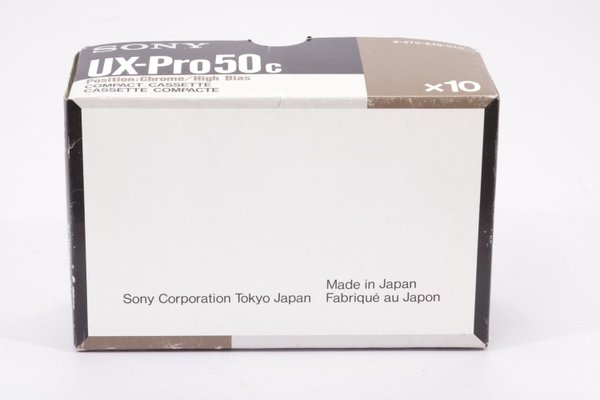 SONY
UX-Pro50c
Position:Chrome/High Bias
COMPACT CASSETTE
CASSETTE COMPACTE
x10
Made in Japan
Sony Corporation Tokyo Japan Fabriqué au Japon